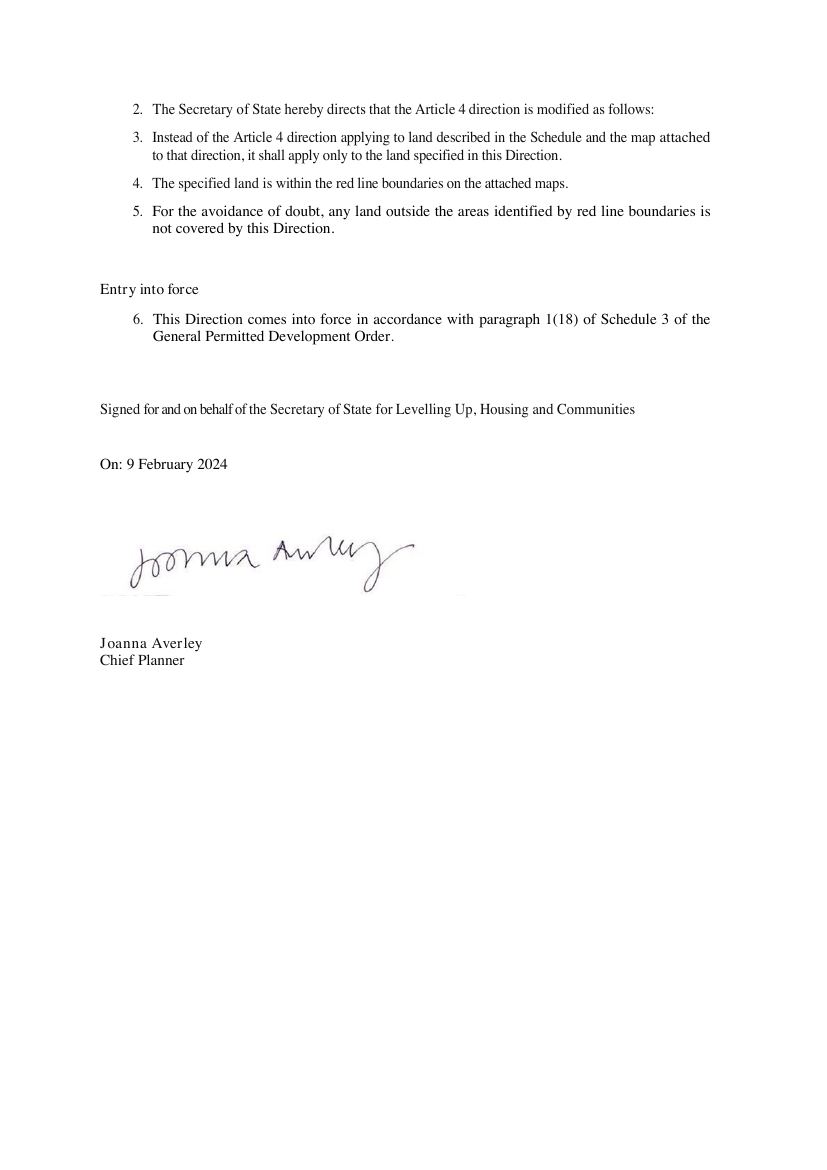 2. The Secretary of State hereby directs that the Article 4 direction is modified as follows:
3. Instead of the Article 4 direction applying to land described in the Schedule and the map attached
to that direction, it shall apply only to the land specified in this Direction.
4. The specified land is within the red line boundaries on the attached maps.
5. For the avoidance of doubt, any land outside the areas identified by red line boundaries is
not covered by this Direction.
Entry into force
6. This Direction comes into force in accordance with paragraph 1(18) of Schedule 3 of the
General Permitted Development Order.
Signed for and on behalf of the Secretary of State for Levelling Up, Housing and Communities
On: 9 February 2024
Joanna Averley
Joanna Averley
Chief Planner